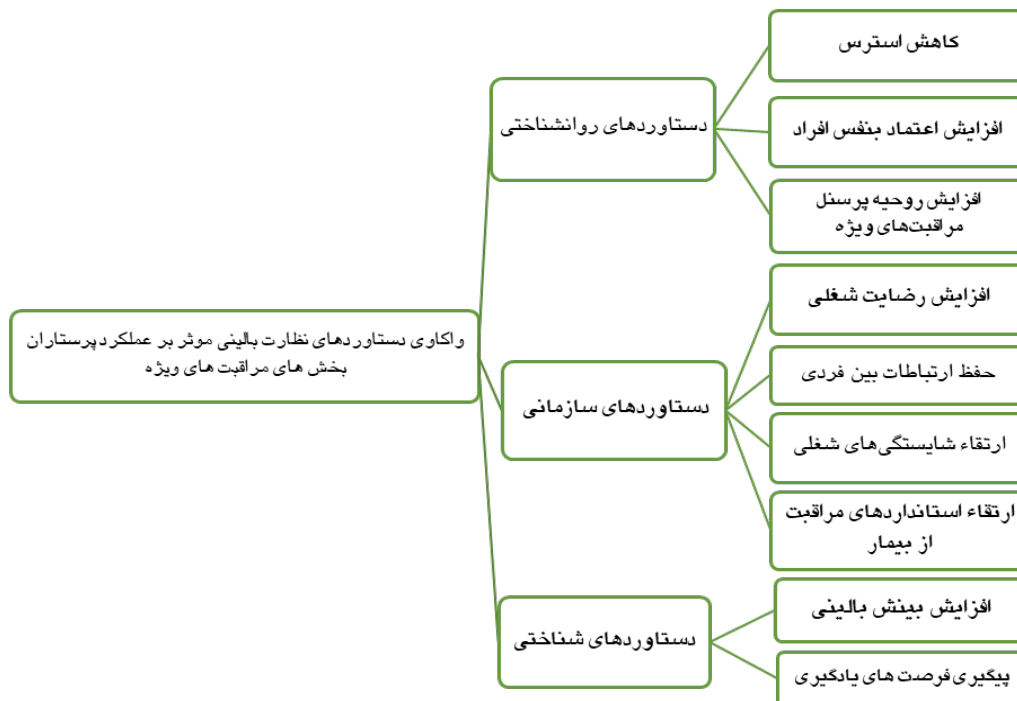 واکاوی دستاوردهای نظارت بالینی موثر بر عملکرد پرستاران
بخش های مراقبت های ویژه
دستاوردهای روانشناختی
کاهش استرس
افزایش اعتماد بنفس افراد
افزایش روحیه پرسنل
مراقبت‌های ویژه
دستاوردهای سازمانی
افزایش رضایت شغلی
حفظ ارتباطات بین فردی
ارتقاء شایستگی‌های شغلی
ارتقاء استانداردهای مراقبت
از بیمار
دستاوردهای شناختی
افزایش بینش بالینی
پیگیری فرصت های یادگیری